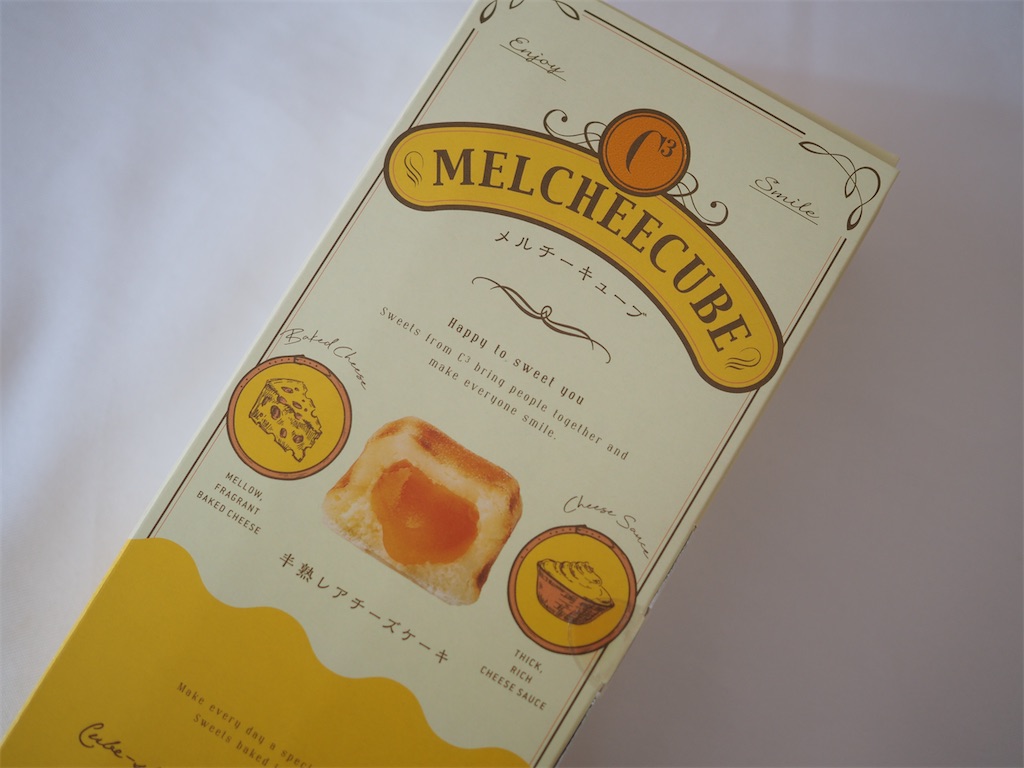 Enjoy
C3
MELCHEECUBE
Smile
メルチーキューブ
Happy to sweet you
Sweets from C3 bring people together and
make everyone smile.
Baked Cheese
MELLOW,
FRAGRANT
BAKED CHEESE
Cheese Sauce
THICK,
RICH
CHEESE SAUCE
半熟レアチーズケーキ
Make every day a
Sweets baked